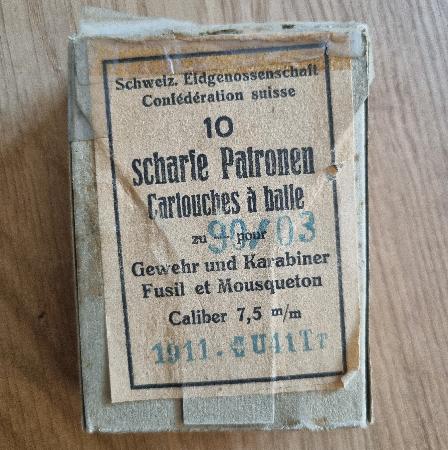 Schweiz. Eidgenossenschaft
Confédération suisse
10
scharfe Patronen
Cartouches à balle
zu — pour
90/03
Gewehr und Karabiner
Fusil et Mousqueton
Caliber 7,5 m/m
1911.